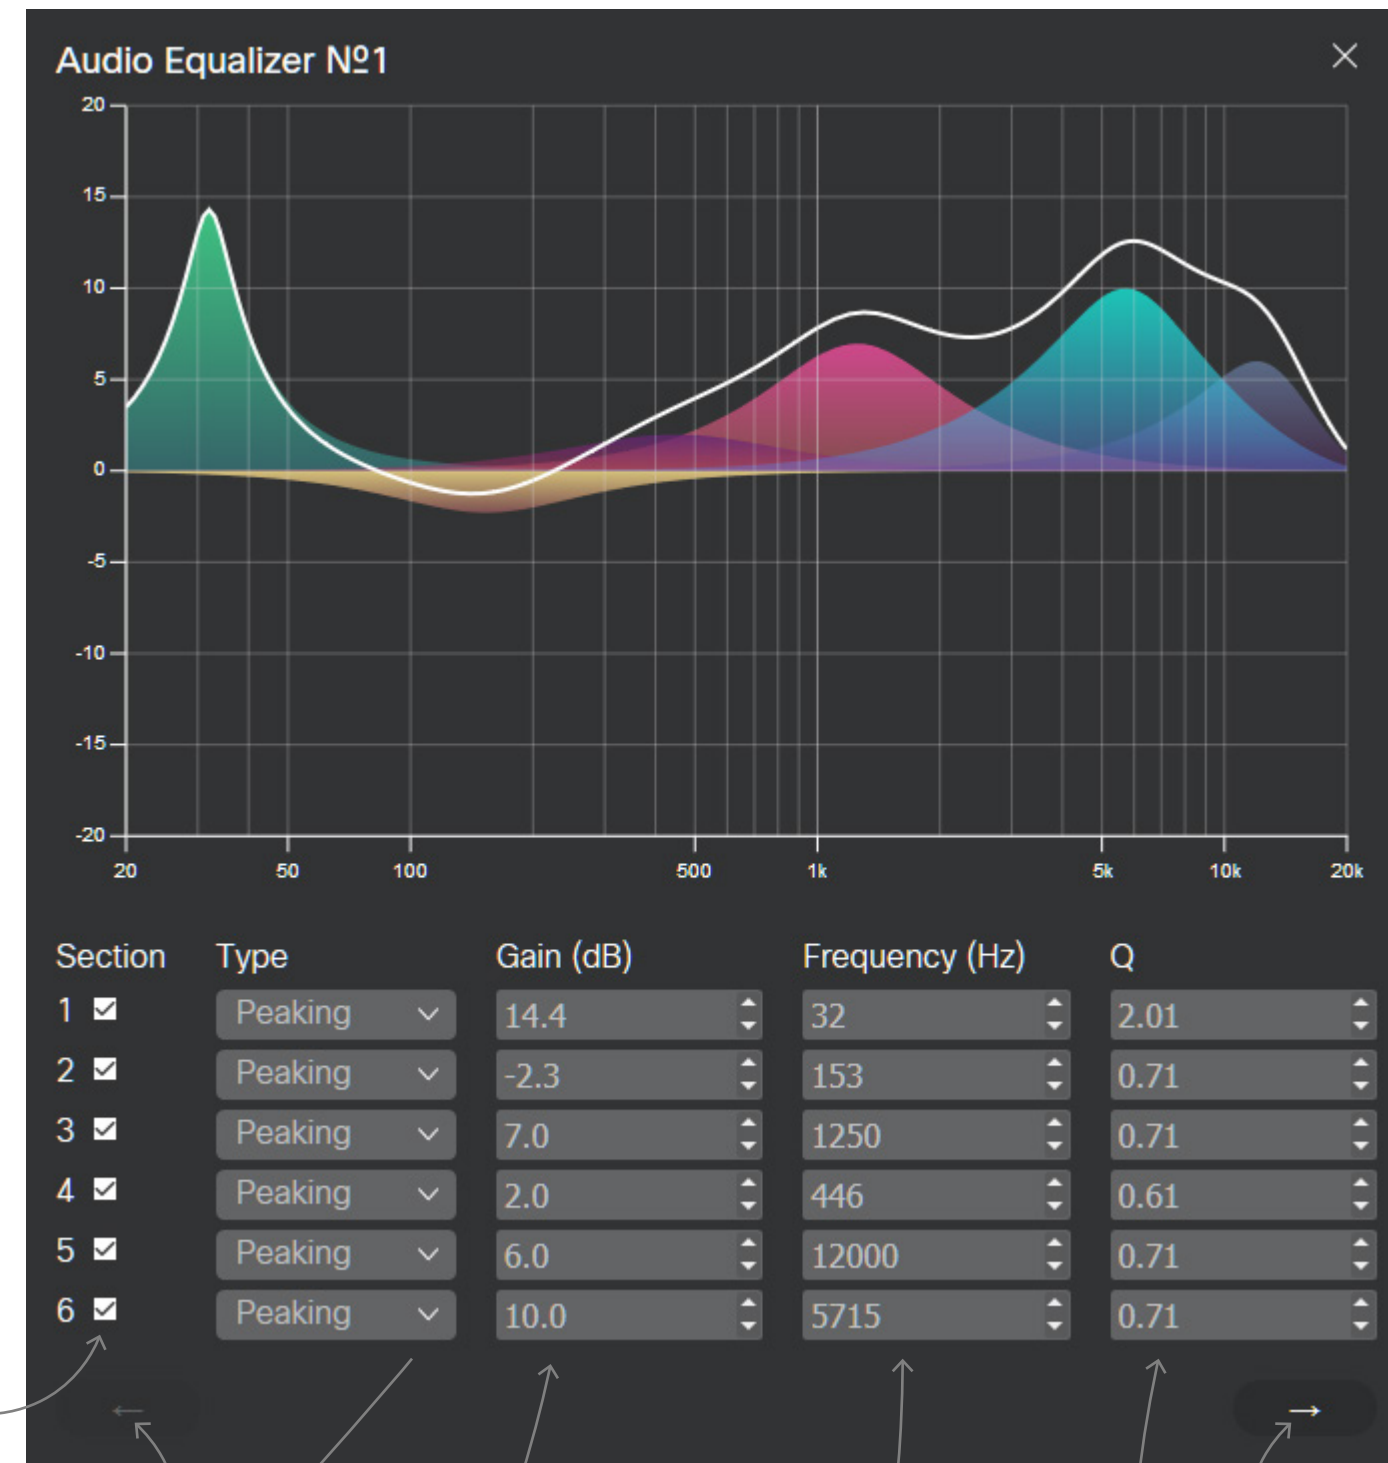 Audio Equalizer Nº1
20
15
10
5
0
-5
-10
-15
-20
20 50 100 500 1k 5k 10k 20k
Section Type Gain (dB) Frequency (Hz) Q
1 Peaking 14.4 32 2.01
2 Peaking -2.3 153 0.71
3 Peaking 7.0 1250 0.71
4 Peaking 2.0 446 0.61
5 Peaking 6.0 12000 0.71
6 Peaking 10.0 5715 0.71